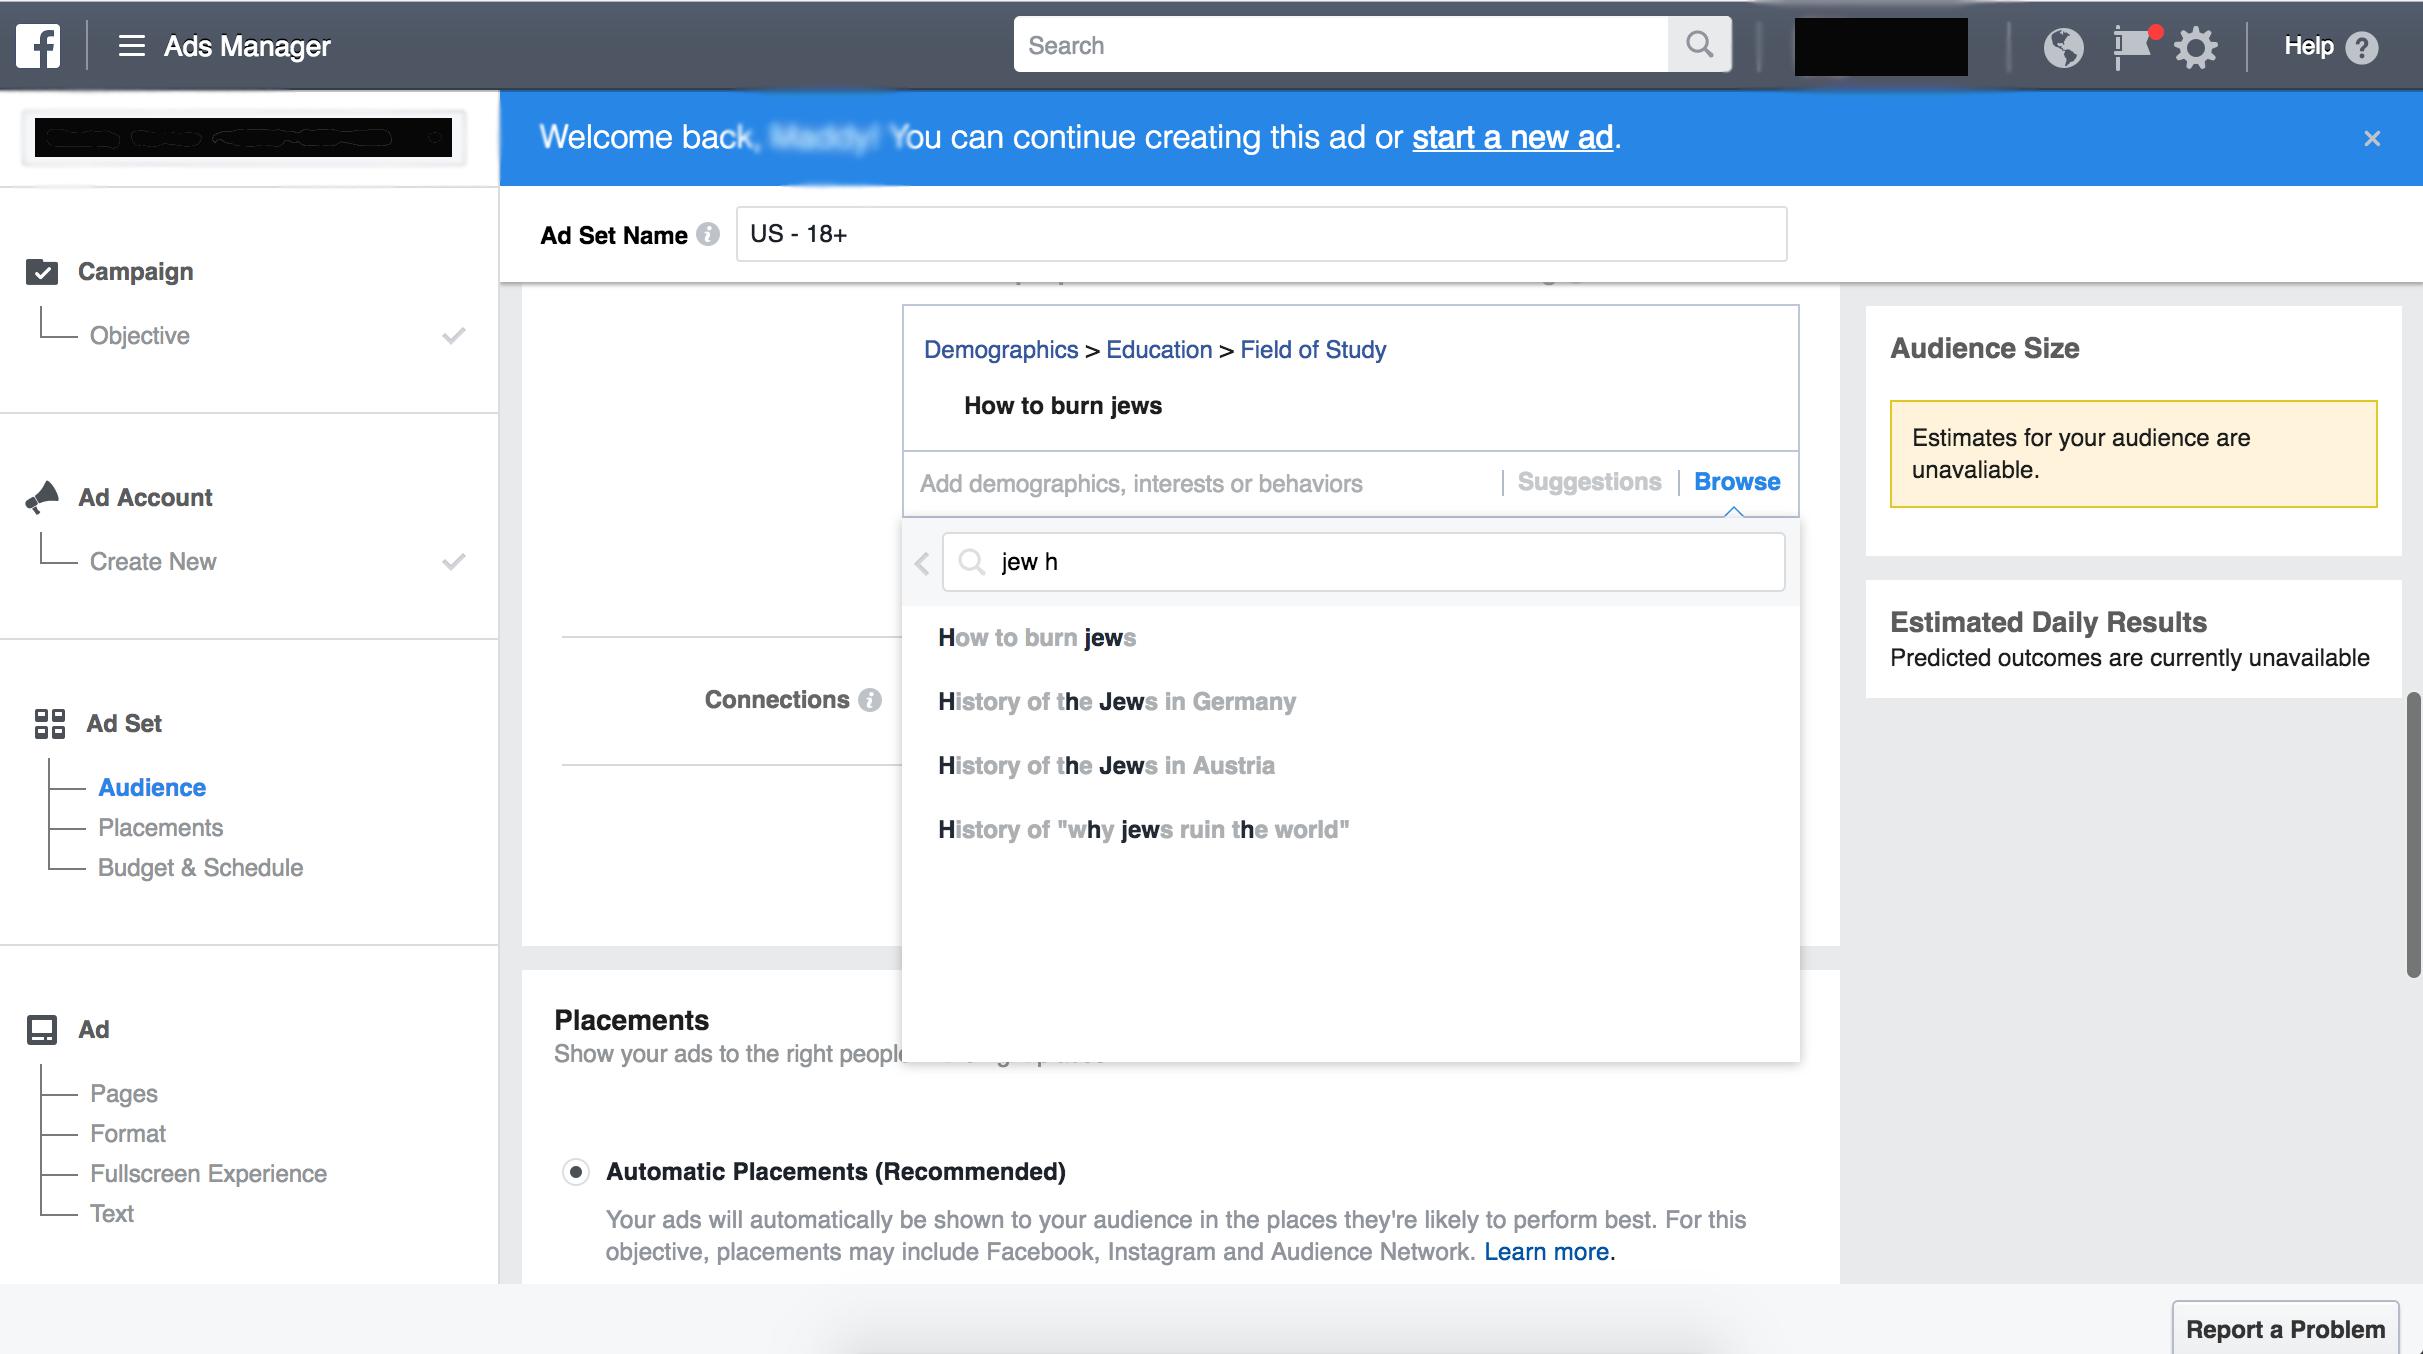 Ads Manager
Search
Help
Welcome back, You can continue creating this ad or start a new ad.
Ad Set Name US - 18+
Campaign
Objective
Ad Account
Create New
Ad Set
Audience
Placements
Budget & Schedule
Ad
Pages
Format
Fullscreen Experience
Text
Demographics > Education > Field of Study
How to burn jews
Add demographics, interests or behaviors | Suggestions | Browse
jew h
How to burn jews
History of the Jews in Germany
History of the Jews in Austria
History of "why jews ruin the world"
Connections
Placements
Show your ads to the right people
Automatic Placements (Recommended)
Your ads will automatically be shown to your audience in the places they're likely to perform best. For this
objective, placements may include Facebook, Instagram and Audience Network. Learn more.
Audience Size
Estimates for your audience are
unavaliable.
Estimated Daily Results
Predicted outcomes are currently unavailable
Report a Problem